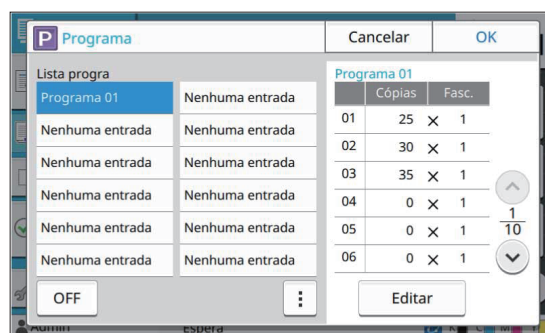 P Programa Cancelar OK
Lista progra
Programa 01 Nenhuma entrada
Nenhuma entrada Nenhuma entrada
Nenhuma entrada Nenhuma entrada
Nenhuma entrada Nenhuma entrada
Nenhuma entrada Nenhuma entrada
Nenhuma entrada Nenhuma entrada
OFF
Programa 01
Cópias Fasc.
01 25 × 1
02 30 × 1
03 35 × 1
04 0 × 1
05 0 × 1
06 0 × 1
1
10
Editar
Admin Espera